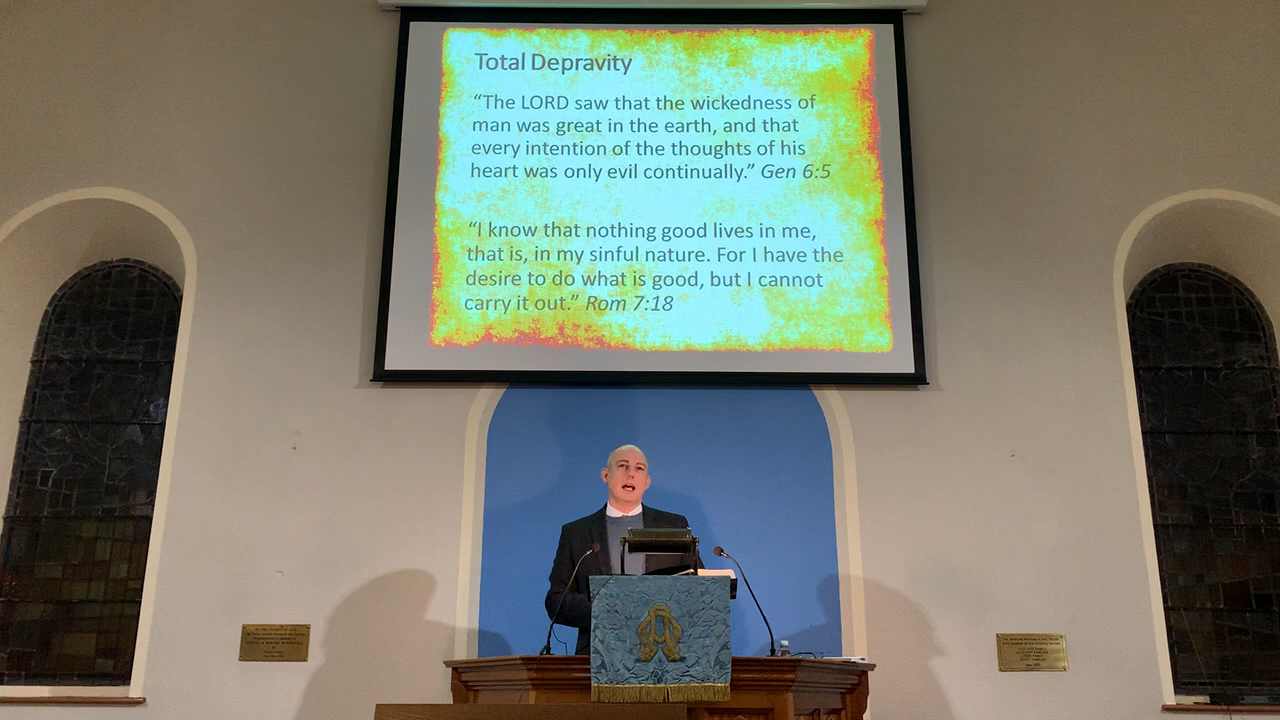 Total Depravity
“The LORD saw that the wickedness of
man was great in the earth, and that
every intention of the thoughts of his
heart was only evil continually.” Gen 6:5
“I know that nothing good lives in me,
that is, in my sinful nature. For I have the
desire to do what is good, but I cannot
carry it out.” Rom 7:18